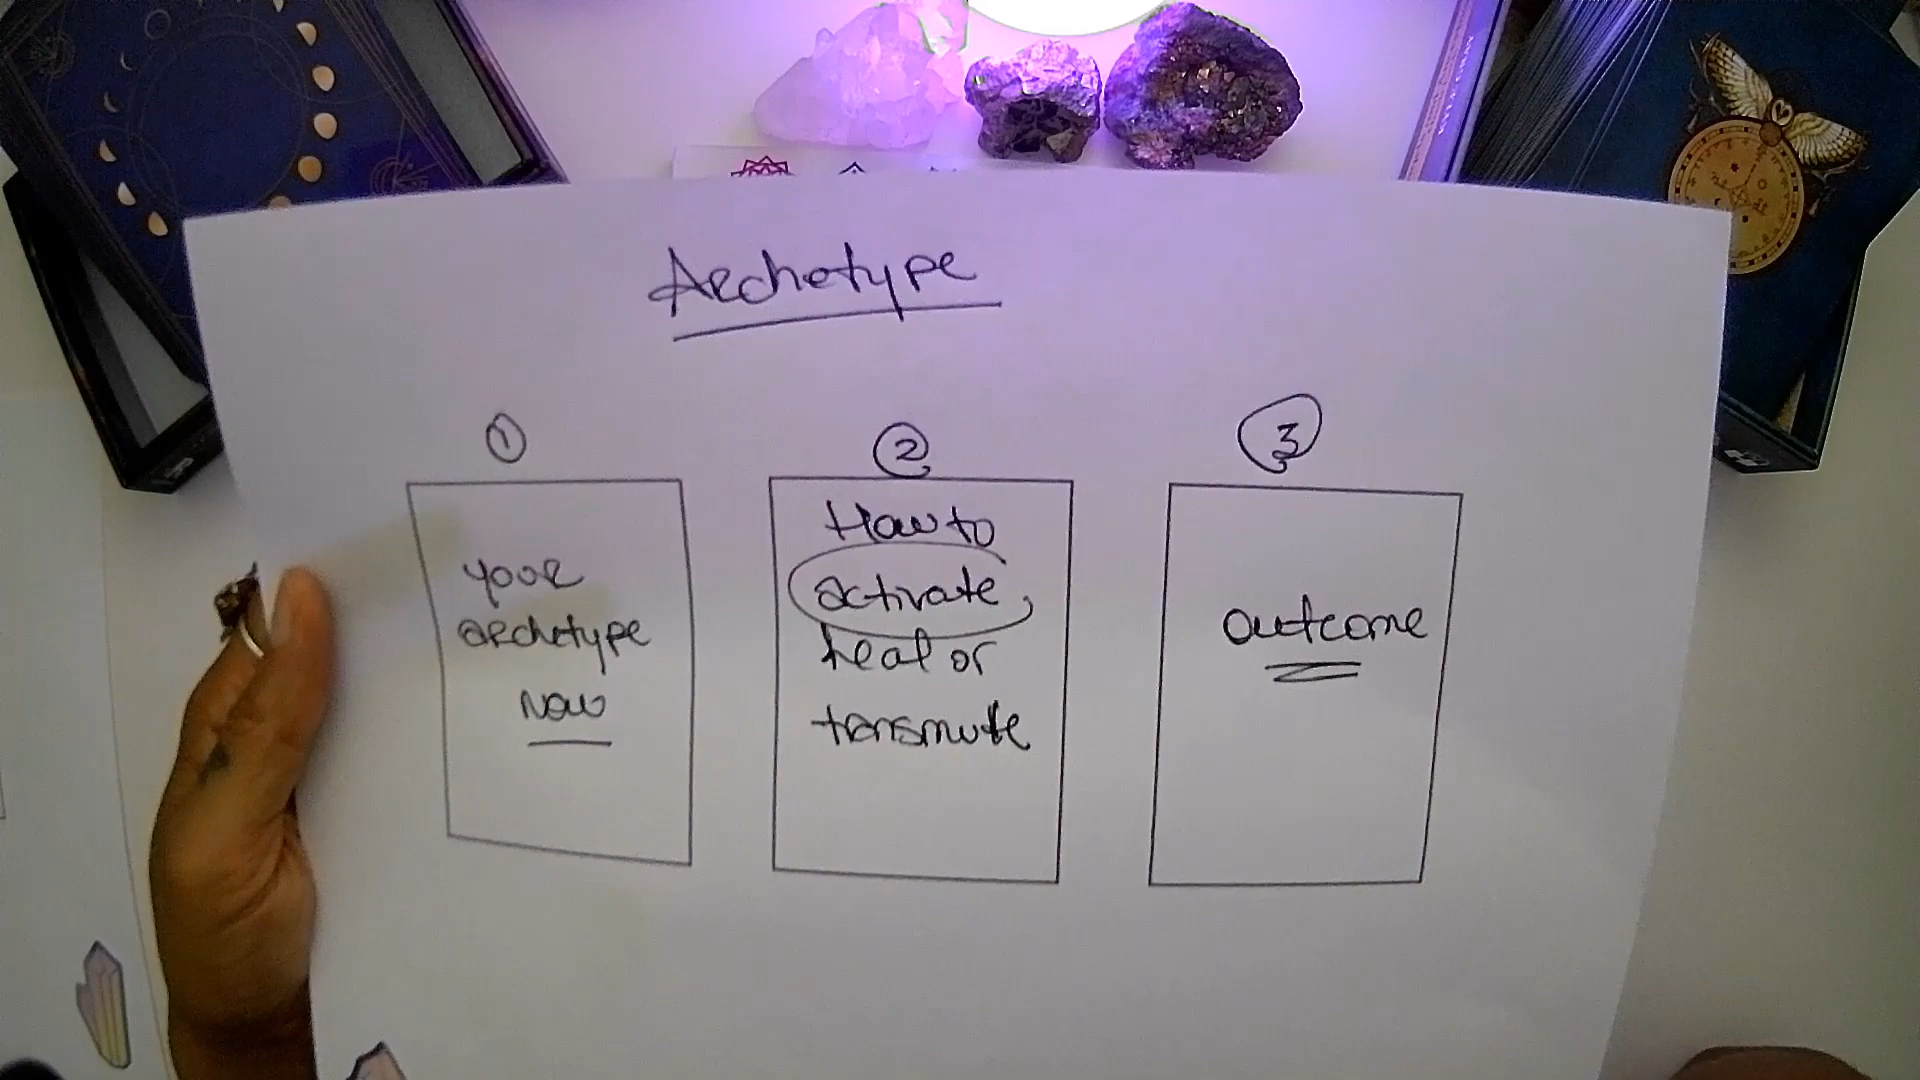 Archetype
1
2
3
your
archetype
now
How to
activate,
heal or
transmute
outcome